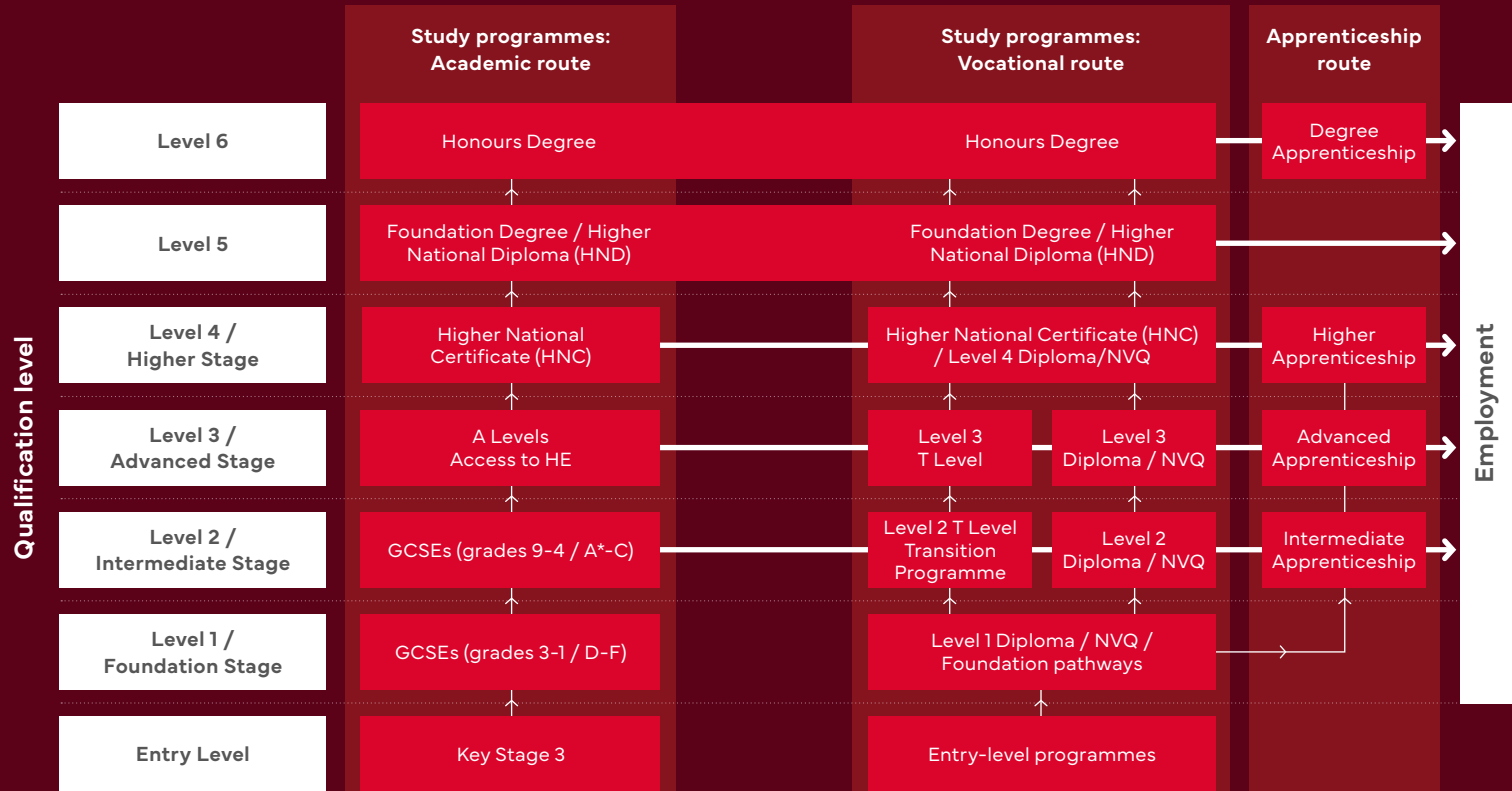 Study programmes:
Academic route
Study programmes:
Vocational route
Apprenticeship
route
Qualification level
Level 6
Honours Degree
Honours Degree
Degree
Apprenticeship
Level 5
Foundation Degree / Higher
National Diploma (HND)
Foundation Degree / Higher
National Diploma (HND)
Level 4 /
Higher Stage
Higher National
Certificate (HNC)
Higher National Certificate (HNC)
/ Level 4 Diploma/NVQ
Higher
Apprenticeship
Level 3 /
Advanced Stage
A Levels
Access to HE
Level 3
T Level
Level 3
Diploma / NVQ
Advanced
Apprenticeship
Level 2 /
Intermediate Stage
GCSEs (grades 9-4 / A*-C)
Level 2 T Level
Transition
Programme
Level 2
Diploma / NVQ
Intermediate
Apprenticeship
Level 1 /
Foundation Stage
GCSEs (grades 3-1 / D-F)
Level 1 Diploma / NVQ /
Foundation pathways
Entry Level
Key Stage 3
Entry-level programmes
Employment